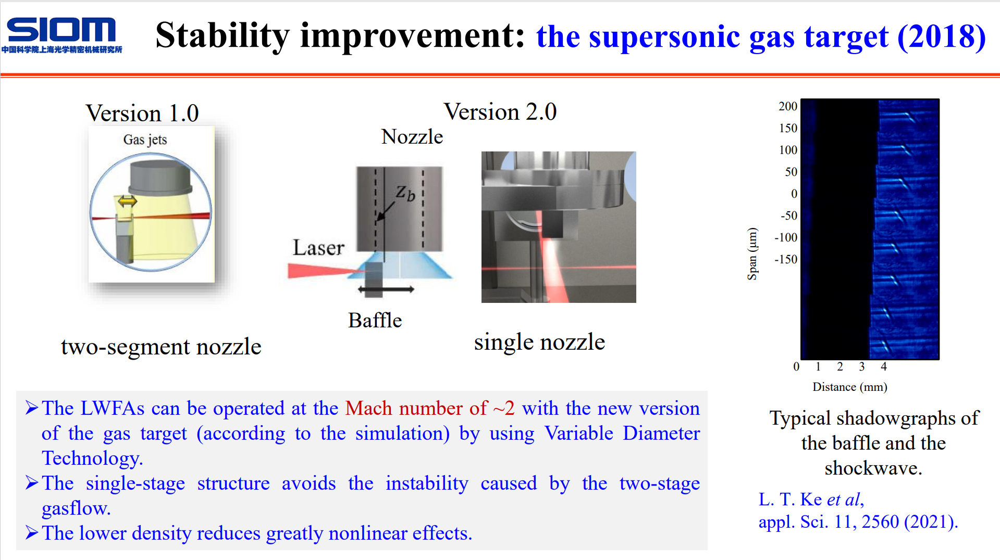 SIOM
中国科学院上海光学精密机械研究所
Stability improvement: the supersonic gas target (2018)
Version 1.0
Gas jets
two-segment nozzle
Version 2.0
Nozzle
z_b
Laser
Baffle
single nozzle
200
150
100
50
0
-50
-100
-150
Span (μm)
0 1 2 3 4
Distance (mm)
Typical shadowgraphs of
the baffle and the
shockwave.
L. T. Ke et al,
appl. Sci. 11, 2560 (2021).
➢The LWFAs can be operated at the Mach number of ~2 with the new version
of the gas target (according to the simulation) by using Variable Diameter
Technology.
➢The single-stage structure avoids the instability caused by the two-stage
gasflow.
➢The lower density reduces greatly nonlinear effects.